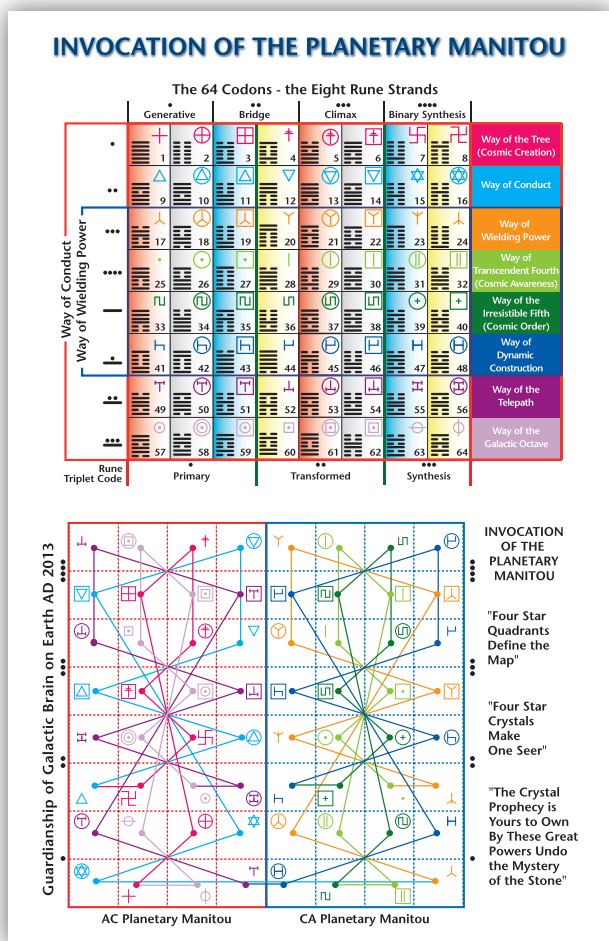 INVOCATION OF THE PLANETARY MANITOU
The 64 Codons - the Eight Rune Strands
Generative Bridge Climax Binary Synthesis
1 2 3 4 5 6 7 8
Way of the Tree
(Cosmic Creation)
9 10 11 12 13 14 15 16
Way of Conduct
17 18 19 20 21 22 23 24
Way of
Wielding Power
25 26 27 28 29 30 31 32
Way of
Transcendent Fourth
(Cosmic Awareness)
33 34 35 36 37 38 39 40
Way of the
Irresistible Fifth
(Cosmic Order)
41 42 43 44 45 46 47 48
Way of
Dynamic
Construction
49 50 51 52 53 54 55 56
Way of the
Telepath
57 58 59 60 61 62 63 64
Way of the
Galactic Octave
Way of Conduct
Way of Wielding Power
Rune
Triplet Code
Primary Transformed Synthesis
Guardianship of Galactic Brain on Earth AD 2013
INVOCATION
OF THE
PLANETARY
MANITOU
"Four Star
Quadrants
Define the
Map"
"Four Star
Crystals
Make
One Seer"
"The Crystal
Prophecy is
Yours to Own
By These Great
Powers Undo
the Mystery
of the Stone"
AC Planetary Manitou CA Planetary Manitou